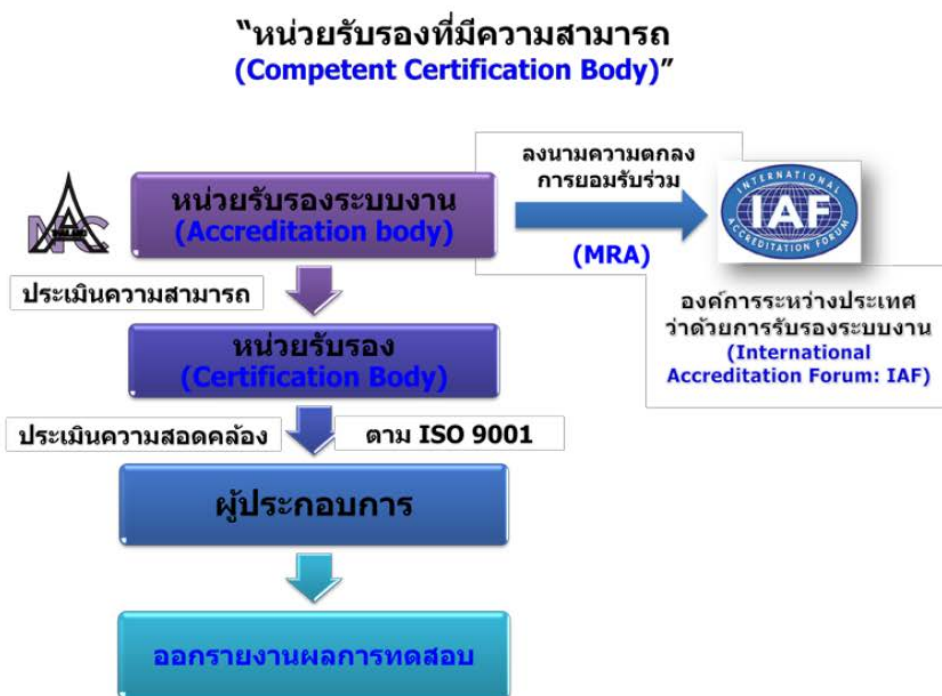 “หน่วยรับรองที่มีความสามารถ
(Competent Certification Body)”
ลงนามความตกลง
การยอมรับร่วม
(MRA)
INTERNATIONAL
IAF
ACCREDITATION FORUM
NAC
THAILAND
หน่วยรับรองระบบงาน
(Accreditation body)
องค์การระหว่างประเทศ
ว่าด้วยการรับรองระบบงาน
(International
Accreditation Forum: IAF)
ประเมินความสามารถ
หน่วยรับรอง
(Certification Body)
ประเมินความสอดคล้อง
ตาม ISO 9001
ผู้ประกอบการ
ออกรายงานผลการทดสอบ